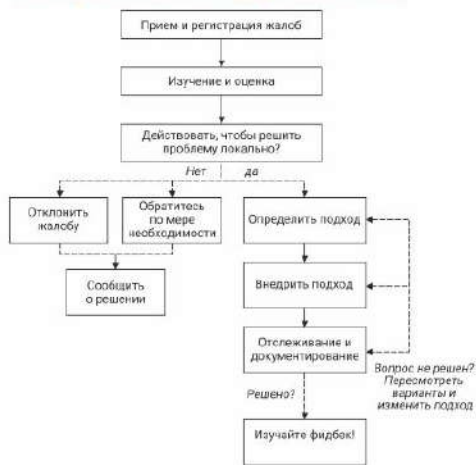 Прием и регистрация жалоб
Изучение и оценка
Действовать, чтобы решить
проблему локально?
Нет да
Отклонить
жалобу
Обратитесь
по мере
необходимости
Определить подход
Сообщить
о решении
Внедрить подход
Отслеживание и
документирование
Вопрос не решен?
Пересмотреть
варианты и
изменить подход
Решено?
Изучайте фидбек!